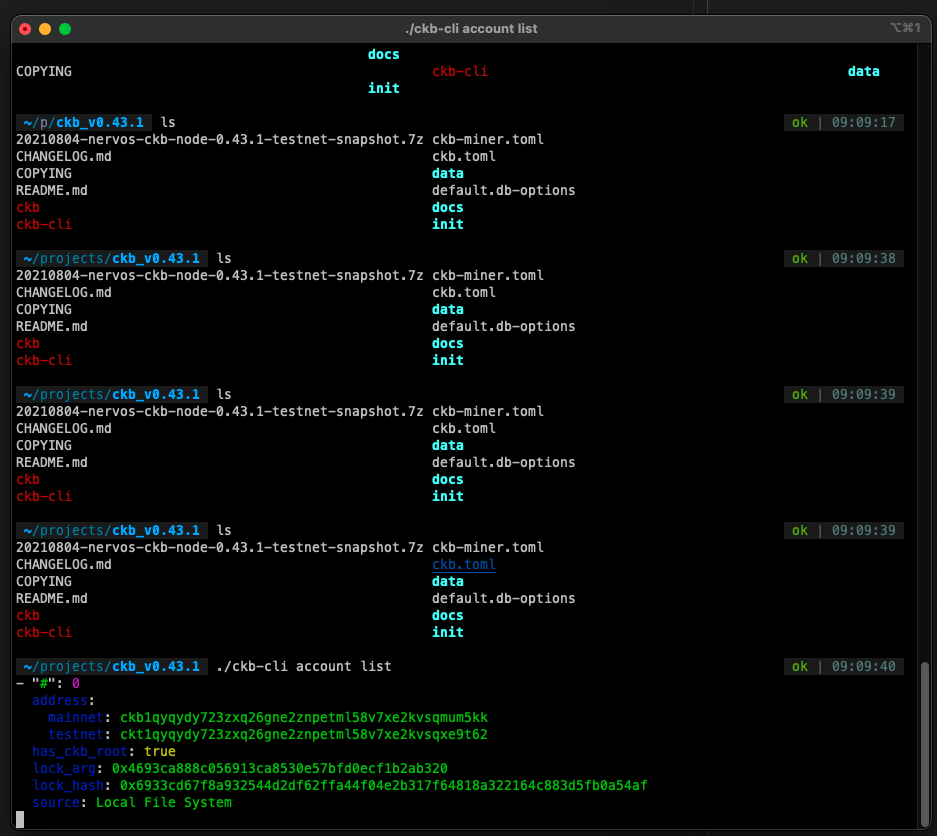 ./ckb-cli account list ⌥⌘1
docs
COPYING ckb-cli data
init
~/p/ckb_v0.43.1 ls ok | 09:09:17
20210804-nervos-ckb-node-0.43.1-testnet-snapshot.7z ckb-miner.toml
CHANGELOG.md ckb.toml
COPYING data
README.md default.db-options
ckb docs
ckb-cli init
~/projects/ckb_v0.43.1 ls ok | 09:09:38
20210804-nervos-ckb-node-0.43.1-testnet-snapshot.7z ckb-miner.toml
CHANGELOG.md ckb.toml
COPYING data
README.md default.db-options
ckb docs
ckb-cli init
~/projects/ckb_v0.43.1 ls ok | 09:09:39
20210804-nervos-ckb-node-0.43.1-testnet-snapshot.7z ckb-miner.toml
CHANGELOG.md ckb.toml
COPYING data
README.md default.db-options
ckb docs
ckb-cli init
~/projects/ckb_v0.43.1 ls ok | 09:09:39
20210804-nervos-ckb-node-0.43.1-testnet-snapshot.7z ckb-miner.toml
CHANGELOG.md ckb.toml
COPYING data
README.md default.db-options
ckb docs
ckb-cli init
~/projects/ckb_v0.43.1 ./ckb-cli account list ok | 09:09:40
- "#": 0
address:
mainnet: ckb1qyqydy723zxq26gne2znpetml58v7xe2kvsqmum5kk
testnet: ckt1qyqydy723zxq26gne2znpetml58v7xe2kvsqxe9t62
has_ckb_root: true
lock_arg: 0x4693ca888c056913ca8530e57bfd0ecf1b2ab320
lock_hash: 0x6933cd67f8a932544d2df62ffa44f04e2b317f64818a322164c883d5fb0a54af
source: Local File System